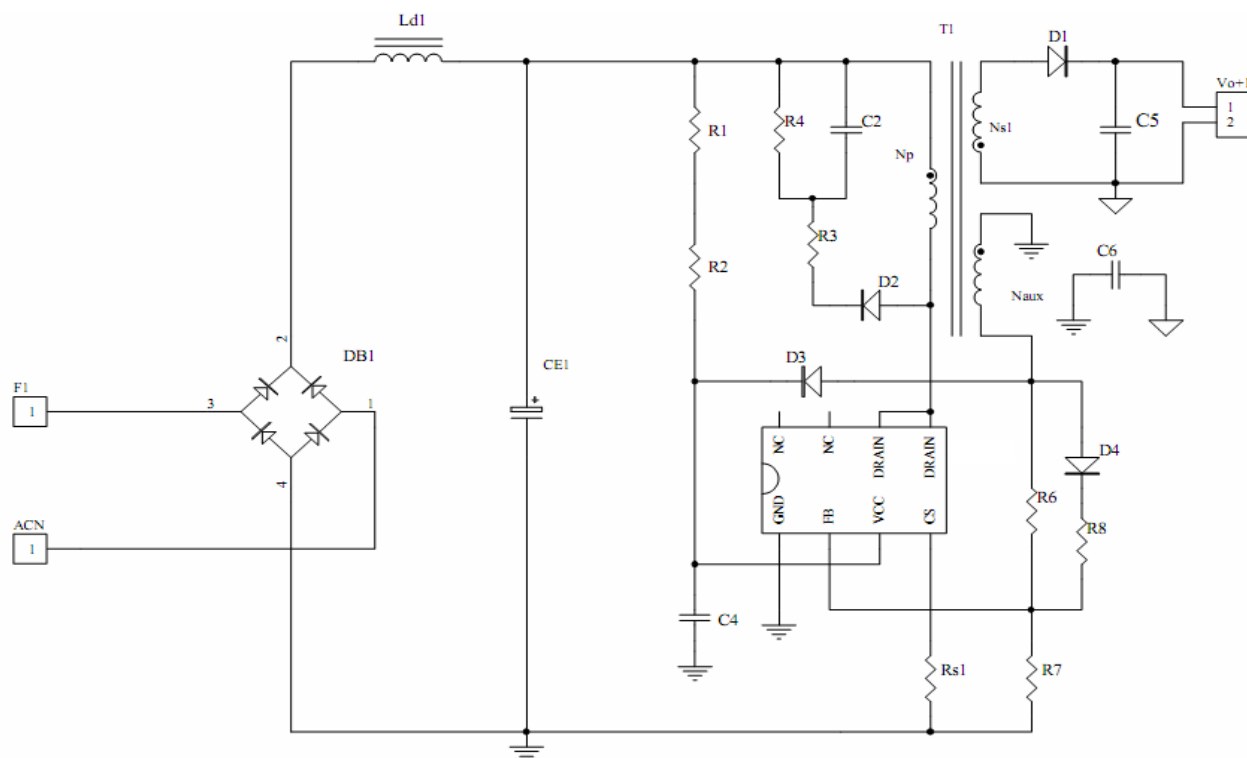 Ld1
T1
D1
Vo+1
1
2
R1
R4
C2
Np
Ns1
C5
R3
R2
D2
C6
Naux
2
DB1
CE1
+
D3
F1
1
3
1
NC
NC
DRAIN
DRAIN
D4
4
GND
FB
VCC
CS
R6
R8
ACN
1
C4
Rs1
R7